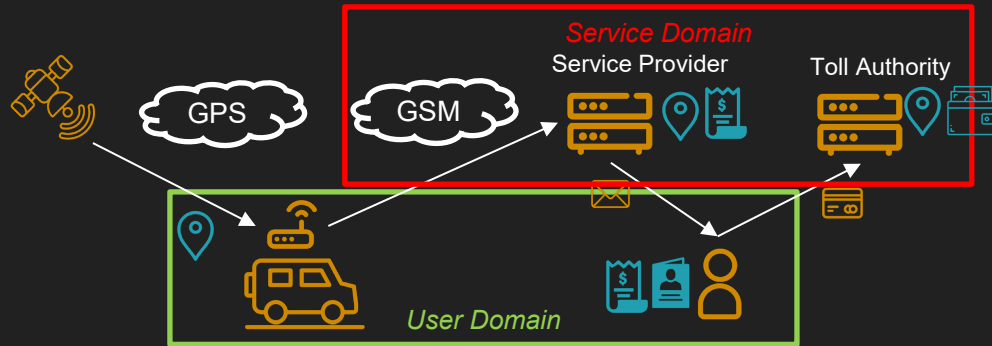 Service Domain
Service Provider
Toll Authority
GPS
GSM
$
$
User Domain